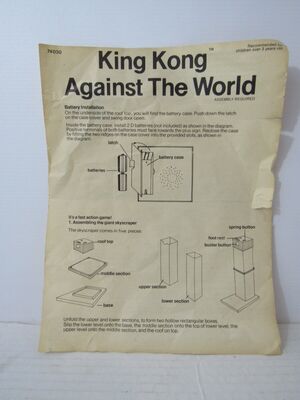 74030
Recommended for
children over 5 years old
King Kong™
Against The World
ASSEMBLY REQUIRED
Battery Installation
On the underside of the roof top, you will find the battery case. Push down the latch
on the case cover and swing door open.
Inside the battery case, install 2 D batteries (not included) as shown in the diagram.
Positive terminals of both batteries must face towards the plus sign. Reclose the case
by fitting the two ridges on the case cover into the provided slots, as shown in
the diagram.
latch
battery case
batteries
It's a fast action game!
1. Assembling the giant skyscraper
The skyscraper comes in five pieces:
roof top
middle section
base
upper section
lower section
spring button
foot rest
buzzer button
Unfold the upper and lower sections, to form two hollow rectangular boxes.
Slip the lower level onto the base, the middle section onto the top of lower level, the
upper level onto the middle section, and the roof on top.